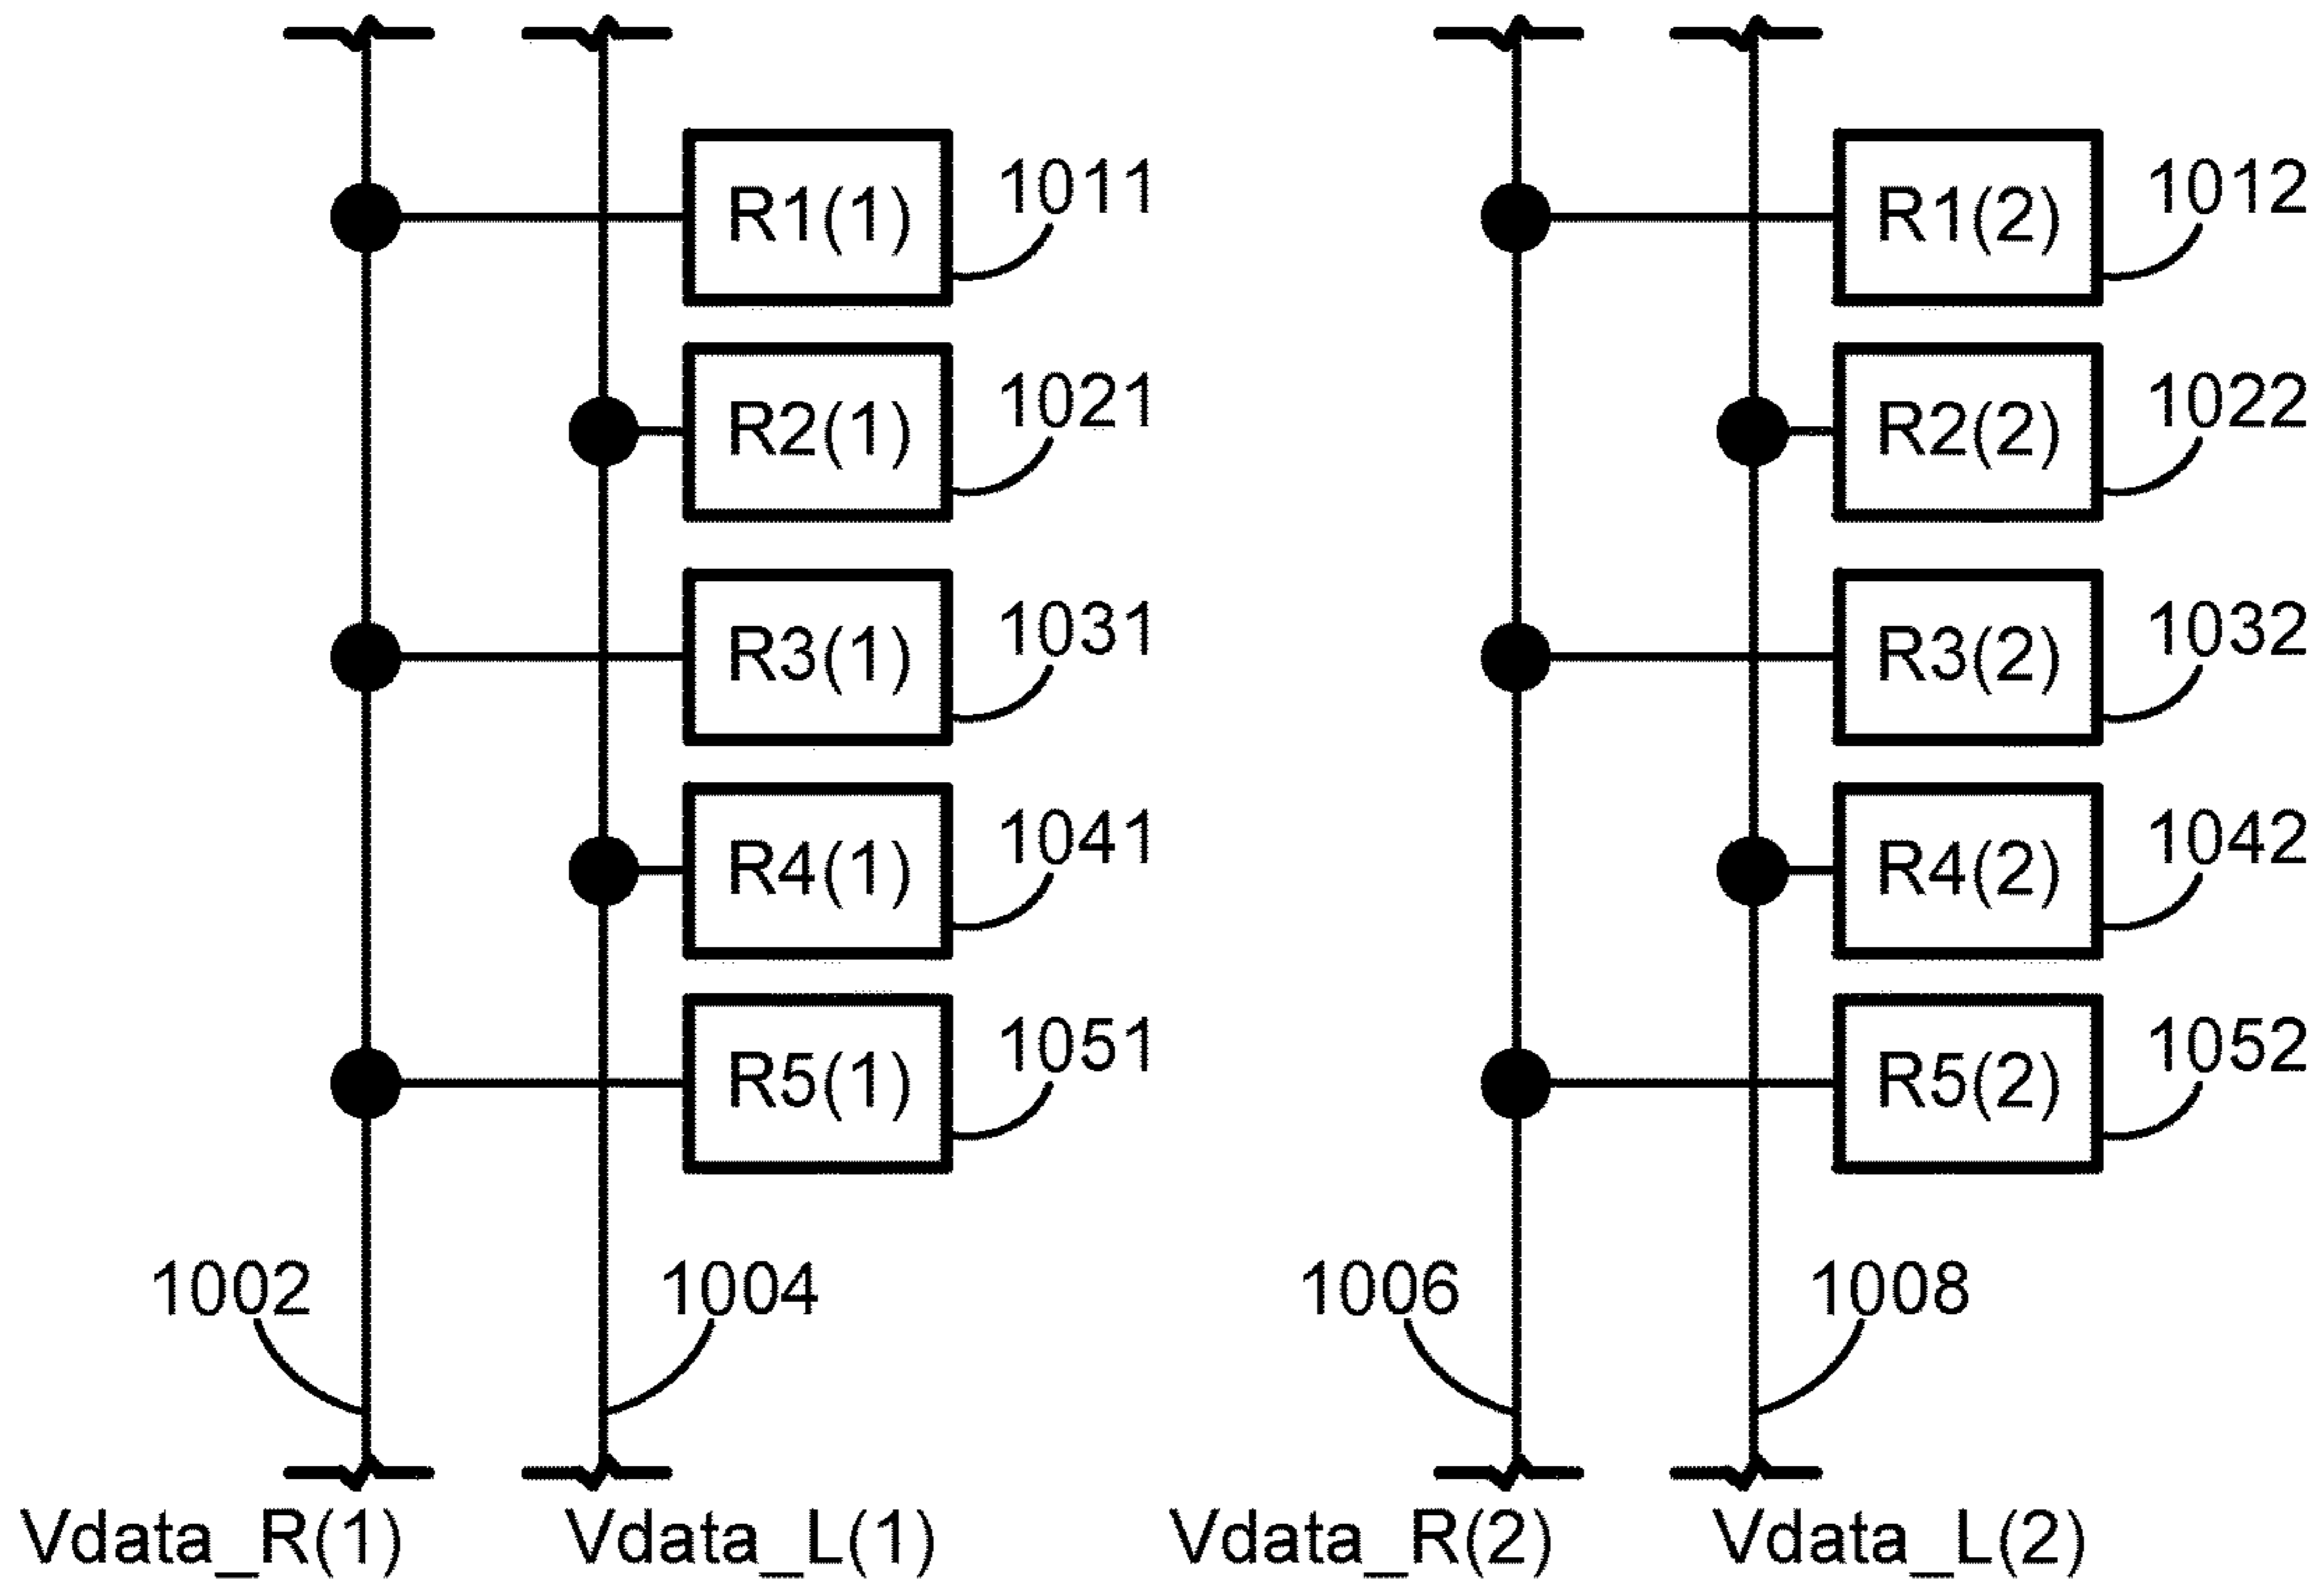 R1(1) 1011 R1(2) 1012
R2(1) 1021 R2(2) 1022
R3(1) 1031 R3(2) 1032
R4(1) 1041 R4(2) 1042
R5(1) 1051 R5(2) 1052
1002 1004 1006 1008
Vdata_R(1) Vdata_L(1) Vdata_R(2) Vdata_L(2)